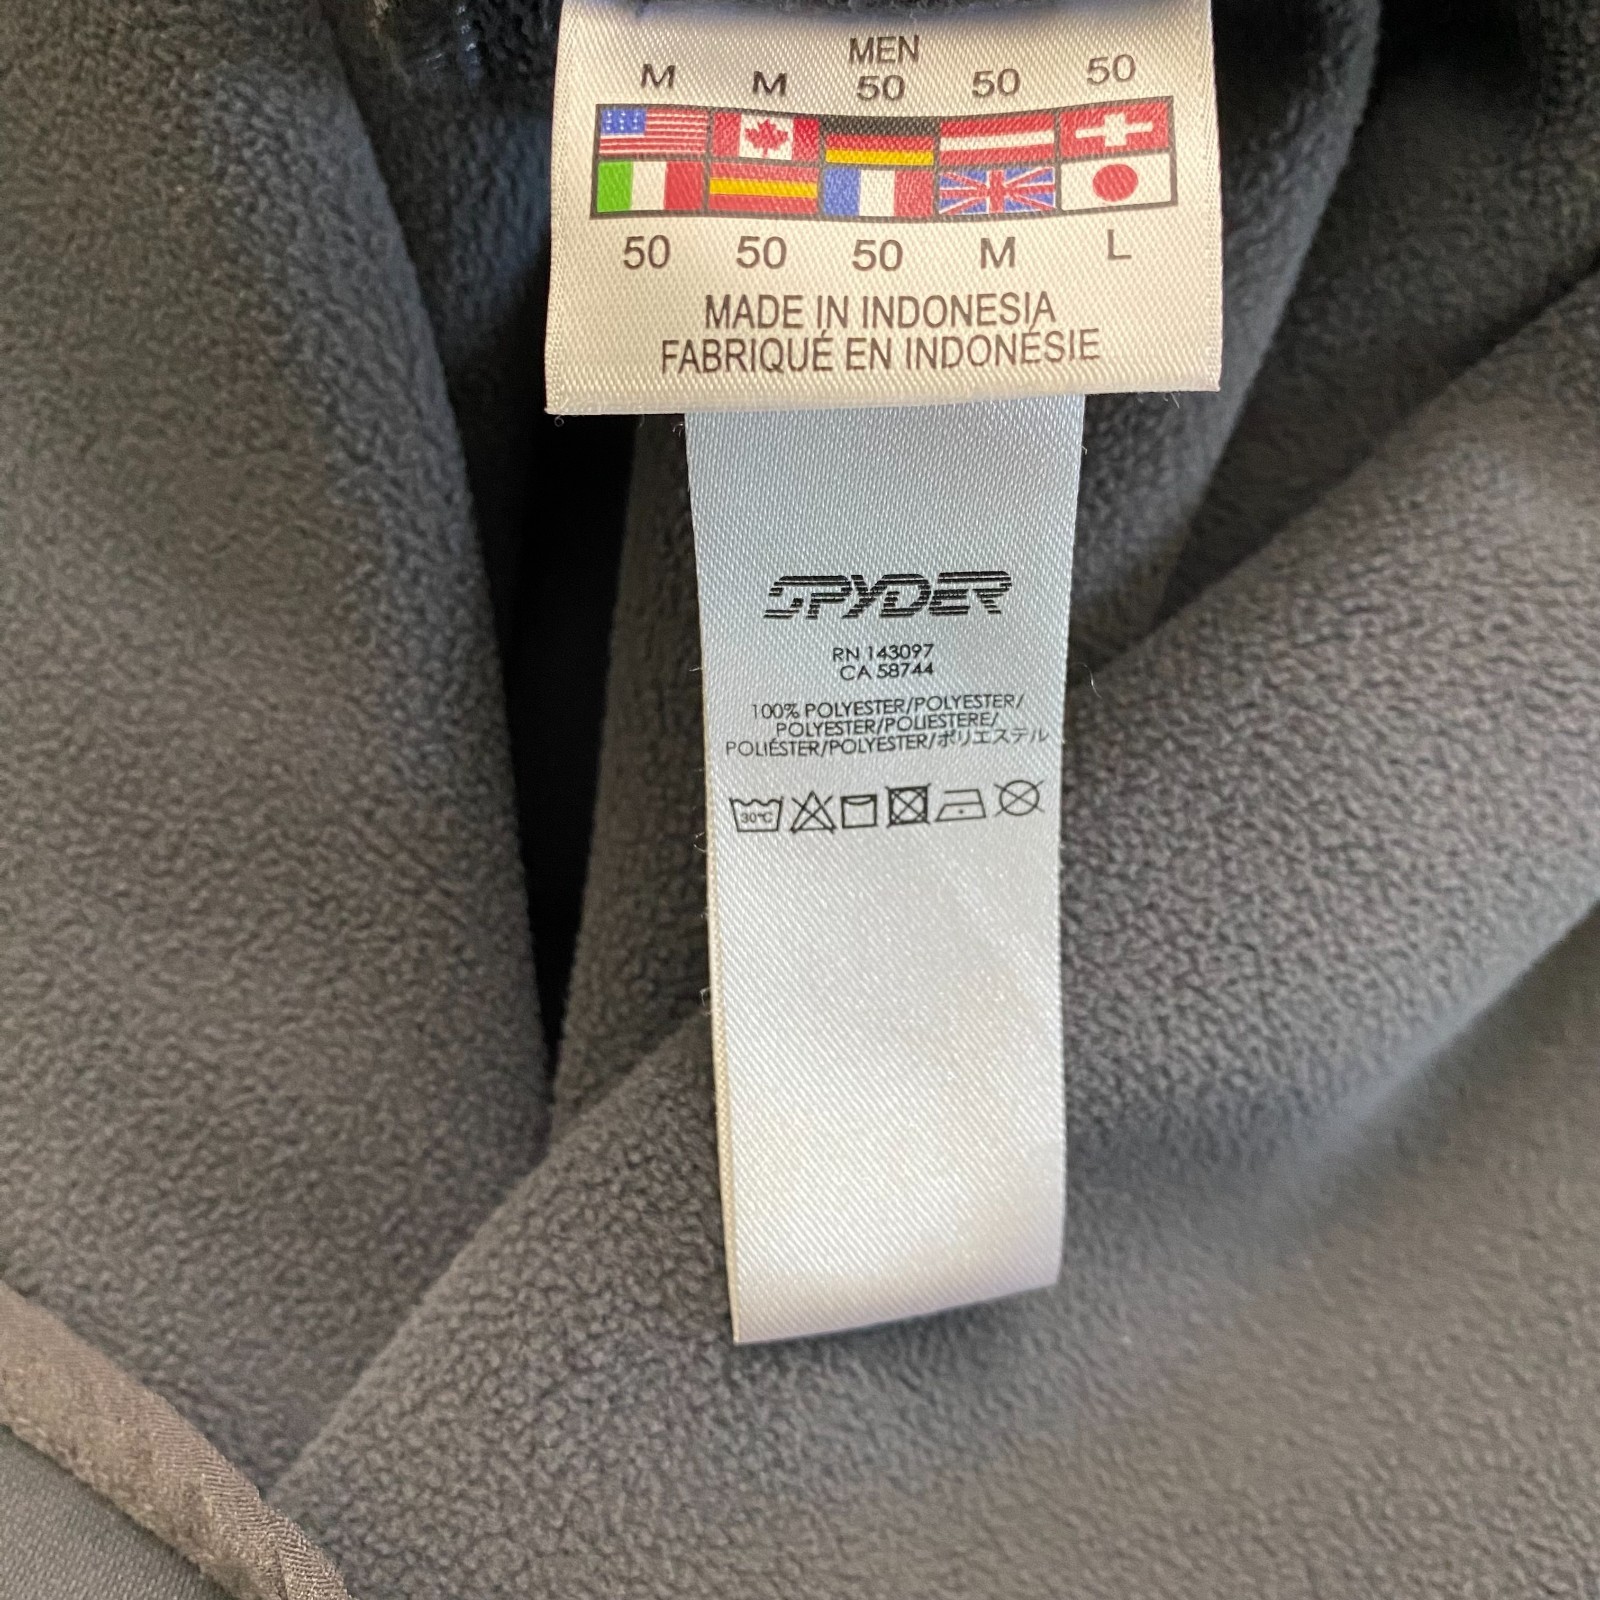 MEN
M M 50 50 50
50 50 50 M L
MADE IN INDONESIA
FABRIQUÉ EN INDONÉSIE
SPYDER
RN 143097
CA 58744
100% POLYESTER/POLYESTER/
POLYESTER/POLIESTERE/
POLIÉSTER/POLYESTER/ポリエステル
30°C